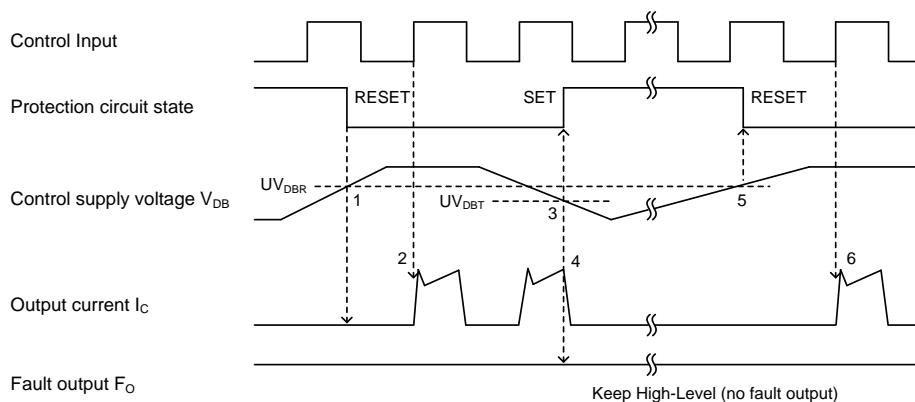 Control Input
Protection circuit state
RESET
SET
RESET
Control supply voltage V_DB
UV_DBR
1
UV_DBT
3
5
2
4
6
Output current I_C
Fault output F_O
Keep High-Level (no fault output)